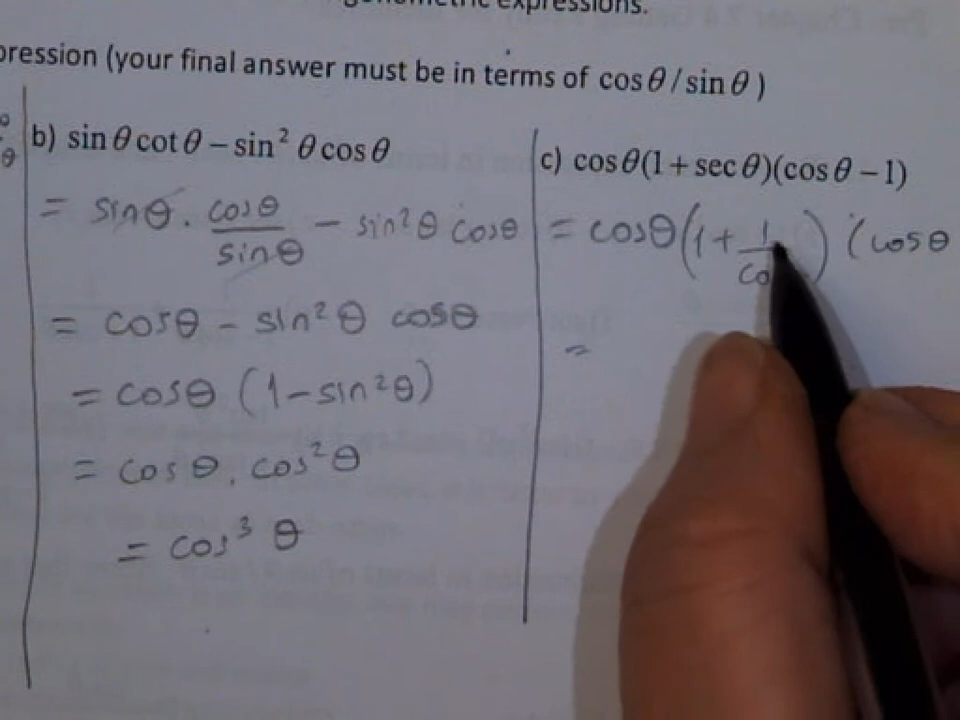 expressions.
pression (your final answer must be in terms of cos θ / sin θ )
θ
b) sin θ cot θ − sin² θ cos θ
= sinθ . cosθ / sinθ − sin²θ cosθ
= cosθ − sin²θ cosθ
= cosθ (1−sin²θ)
= cosθ . cos²θ
= cos³ θ
c) cos θ(1 + sec θ)(cos θ − 1)
= cosθ(1+ 1/co ) (cosθ
=